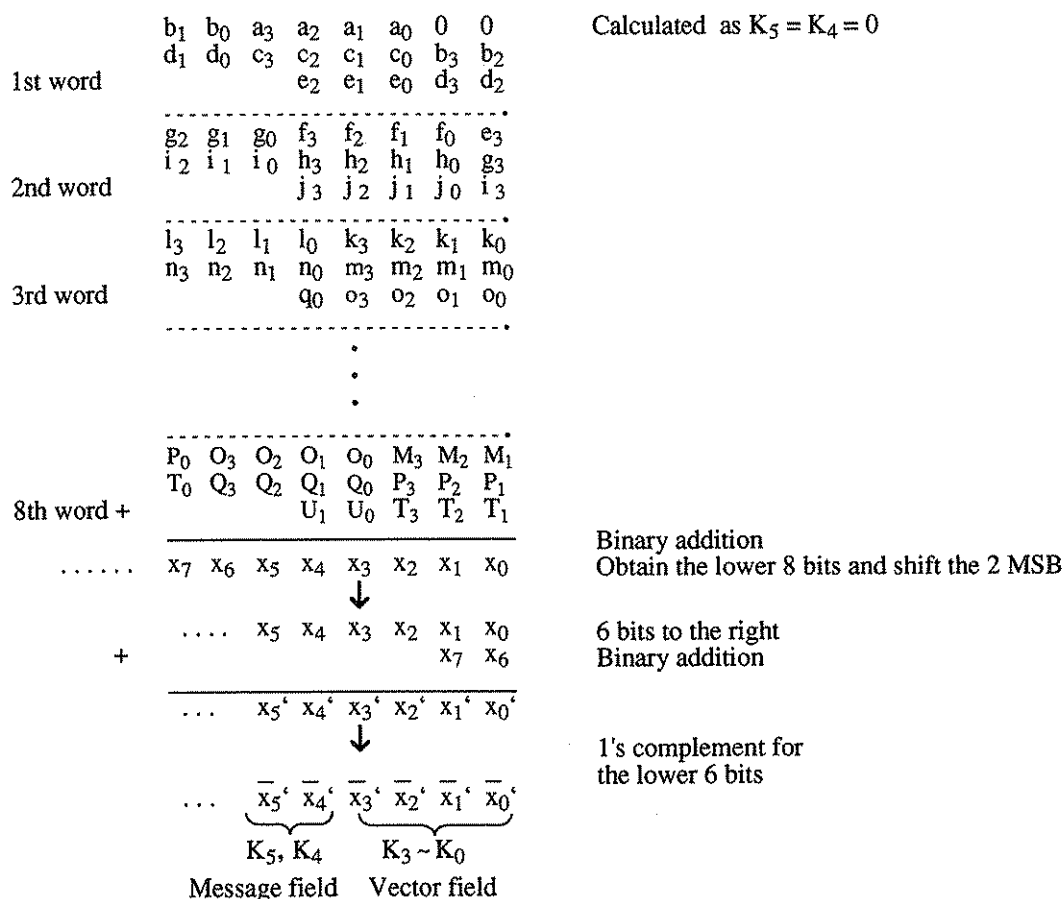 b₁ b₀ a₃ a₂ a₁ a₀ 0 0 Calculated as K₅ = K₄ = 0
d₁ d₀ c₃ c₂ c₁ c₀ b₃ b₂
1st word e₂ e₁ e₀ d₃ d₂
g₂ g₁ g₀ f₃ f₂ f₁ f₀ e₃
i₂ i₁ i₀ h₃ h₂ h₁ h₀ g₃
2nd word j₃ j₂ j₁ j₀ i₃
l₃ l₂ l₁ l₀ k₃ k₂ k₁ k₀
n₃ n₂ n₁ n₀ m₃ m₂ m₁ m₀
3rd word q₀ o₃ o₂ o₁ o₀
P₀ O₃ O₂ O₁ O₀ M₃ M₂ M₁
T₀ Q₃ Q₂ Q₁ Q₀ P₃ P₂ P₁
8th word + U₁ U₀ T₃ T₂ T₁
Binary addition
...... x₇ x₆ x₅ x₄ x₃ x₂ x₁ x₀ Obtain the lower 8 bits and shift the 2 MSB
.... x₅ x₄ x₃ x₂ x₁ x₀ 6 bits to the right
+ x₇ x₆ Binary addition
... x₅‘ x₄‘ x₃‘ x₂‘ x₁‘ x₀‘
1's complement for
the lower 6 bits
... x̅₅‘ x̅₄‘ x̅₃‘ x̅₂‘ x̅₁‘ x̅₀‘
K₅, K₄ K₃ ~ K₀
Message field Vector field